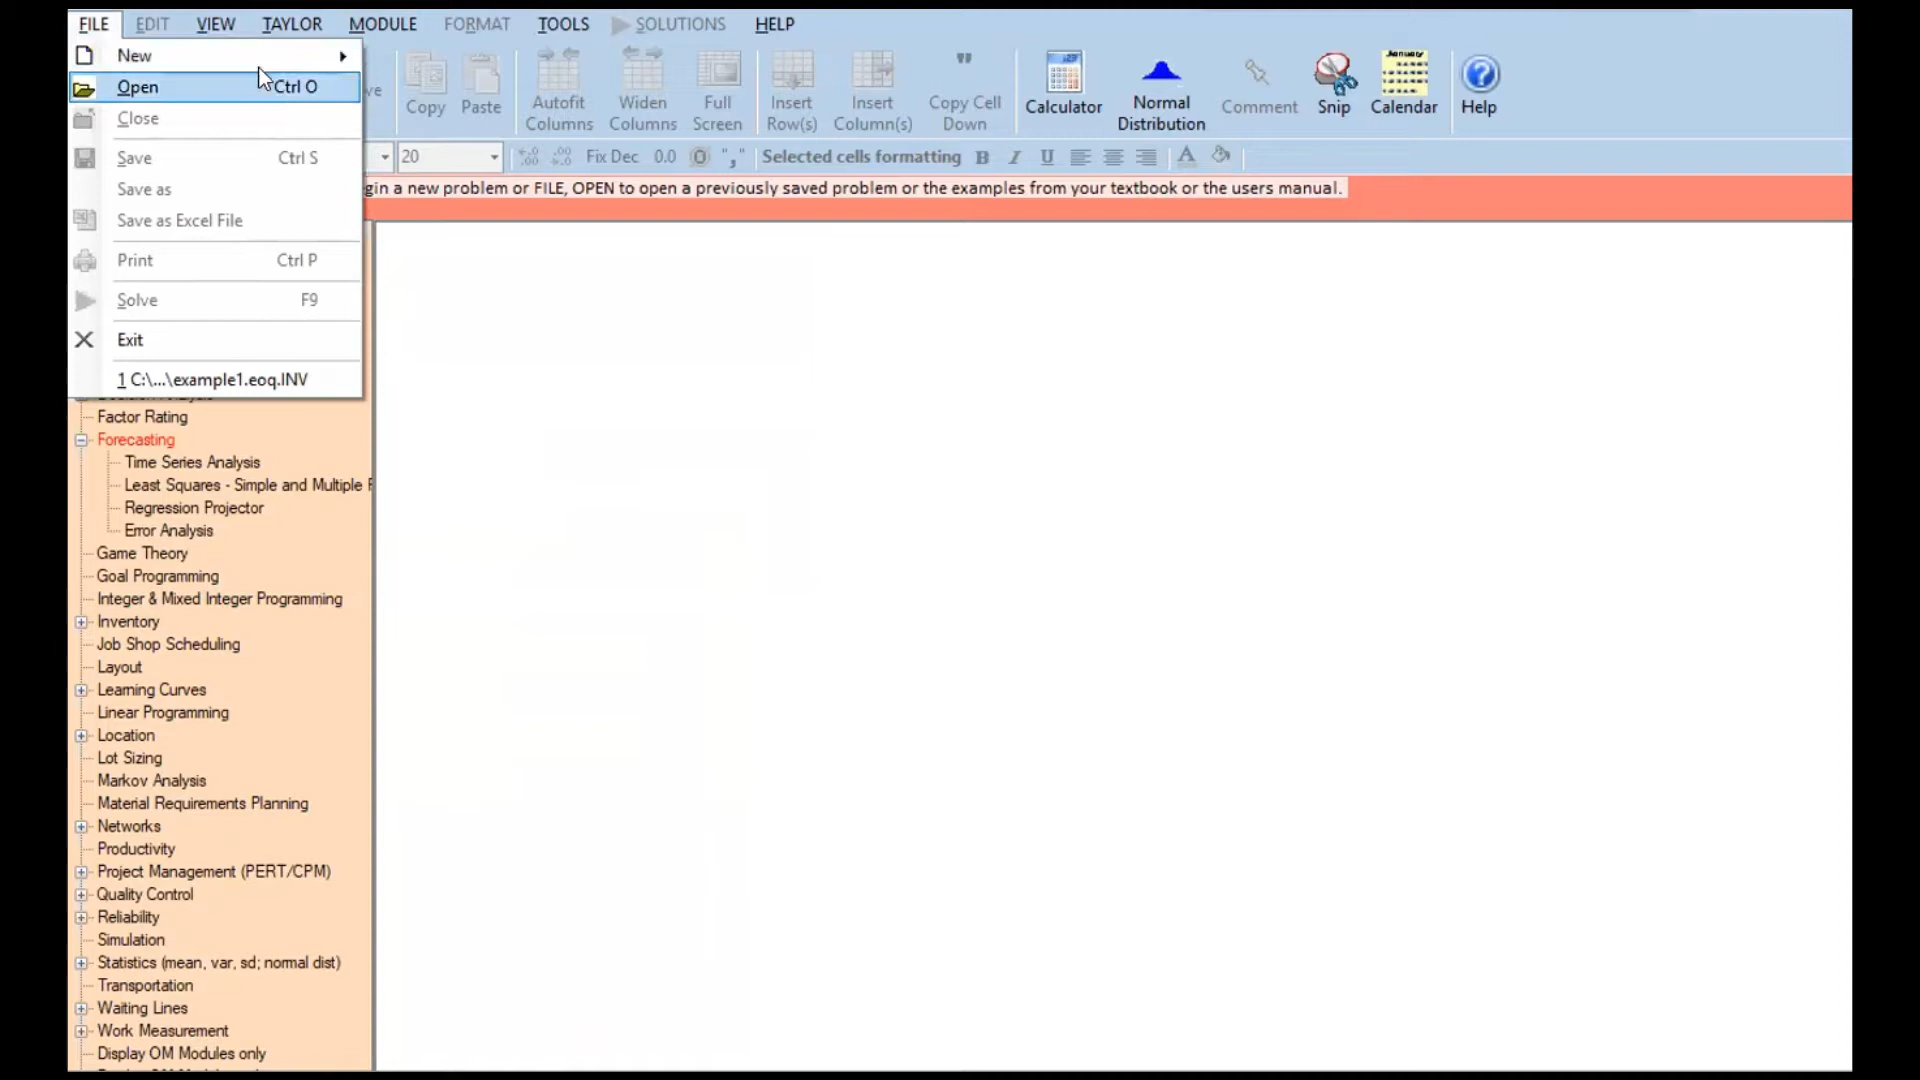 FILE EDIT VIEW TAYLOR MODULE FORMAT TOOLS SOLUTIONS HELP
New
Open Ctrl O
Close
Save Ctrl S
Save as
Save as Excel File
Print Ctrl P
Solve F9
Exit
1 C:\...\example1.eoq.INV
Copy
Paste
Autofit
Columns
Widen
Columns
Full
Screen
Insert
Row(s)
Insert
Column(s)
Copy Cell
Down
Calculator
Normal
Distribution
Comment
Snip
January
Calendar
Help
20 Fix Dec 0.0 0 "," Selected cells formatting B I U A
gin a new problem or FILE, OPEN to open a previously saved problem or the examples from your textbook or the users manual.
Factor Rating
Forecasting
Time Series Analysis
Least Squares - Simple and Multiple R
Regression Projector
Error Analysis
Game Theory
Goal Programming
Integer & Mixed Integer Programming
Inventory
Job Shop Scheduling
Layout
Learning Curves
Linear Programming
Location
Lot Sizing
Markov Analysis
Material Requirements Planning
Networks
Productivity
Project Management (PERT/CPM)
Quality Control
Reliability
Simulation
Statistics (mean, var, sd; normal dist)
Transportation
Waiting Lines
Work Measurement
Display OM Modules only